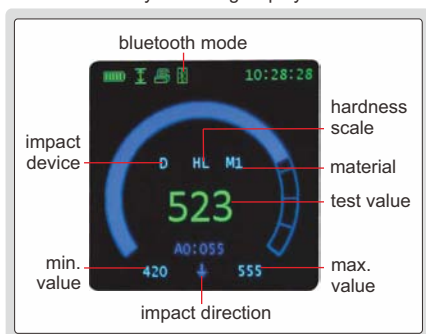 bluetooth mode
10:28:28
hardness
scale
impact
device
D HL M1
material
523
test value
A0:055
min.
value
420
555
max.
value
impact direction